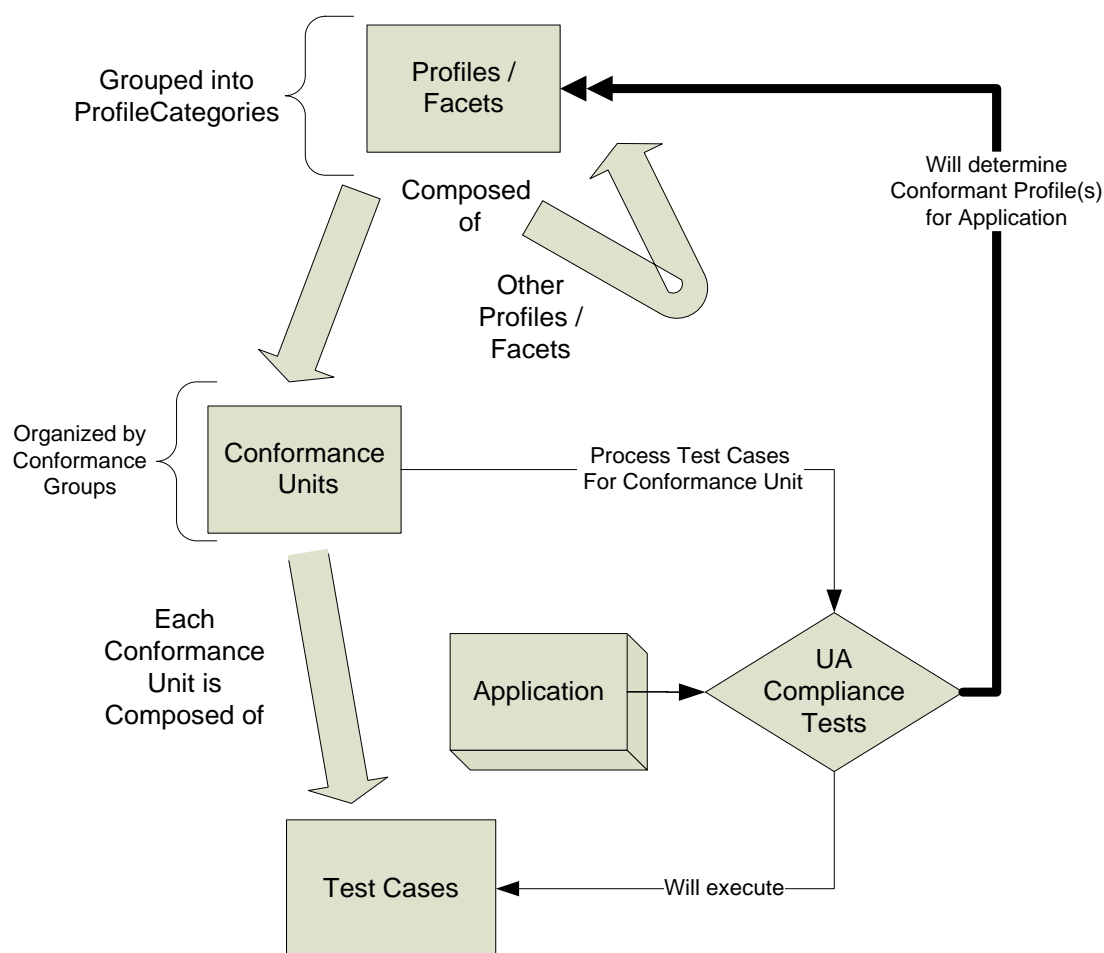 Grouped into
ProfileCategories
Profiles /
Facets
Will determine
Conformant Profile(s)
for Application
Composed
of
Other
Profiles /
Facets
Organized by
Conformance
Groups
Conformance
Units
Process Test Cases
For Conformance Unit
Each
Conformance
Unit is
Composed of
Application
UA
Compliance
Tests
Test Cases
Will execute